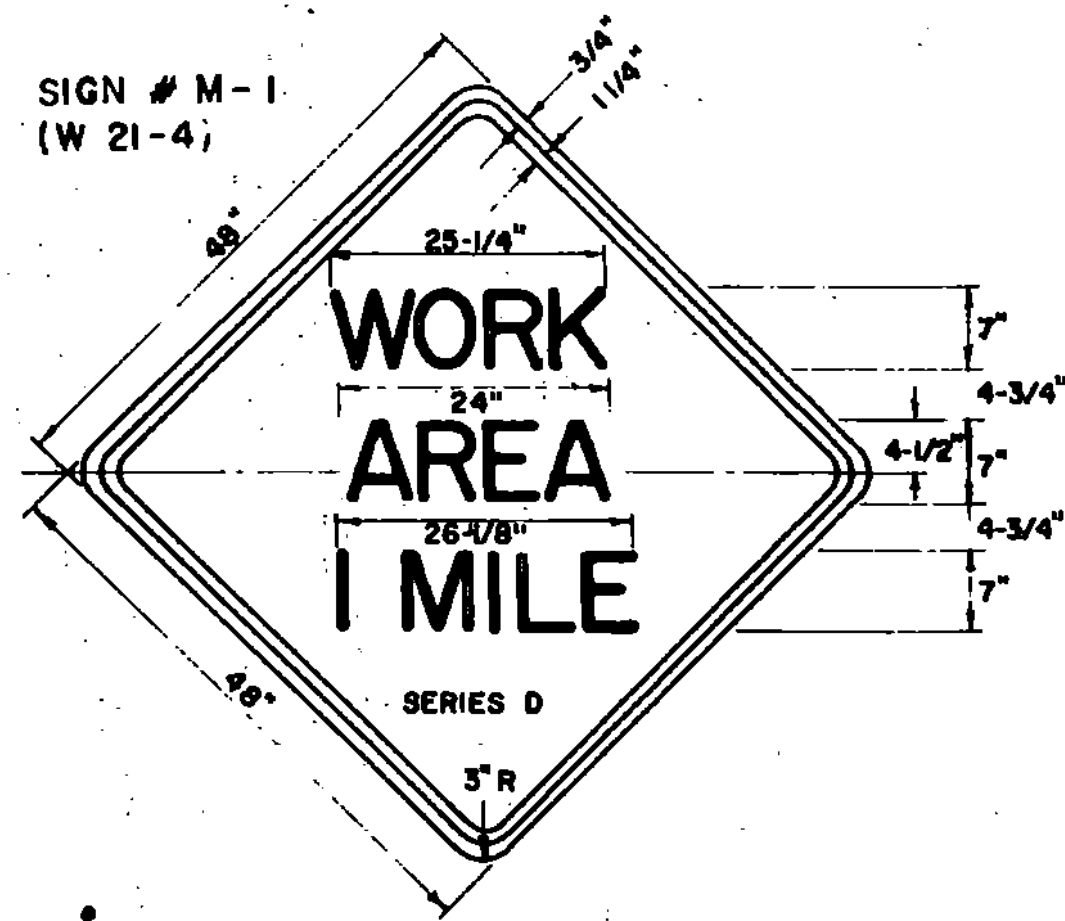 SIGN # M-1
(W 21-4)
3/4"
1 1/4"
48"
25-1/4"
WORK
7"
4-3/4"
24"
AREA
4-1/2"
7"
26-1/8"
4-3/4"
1 MILE
7"
48"
SERIES D
3" R